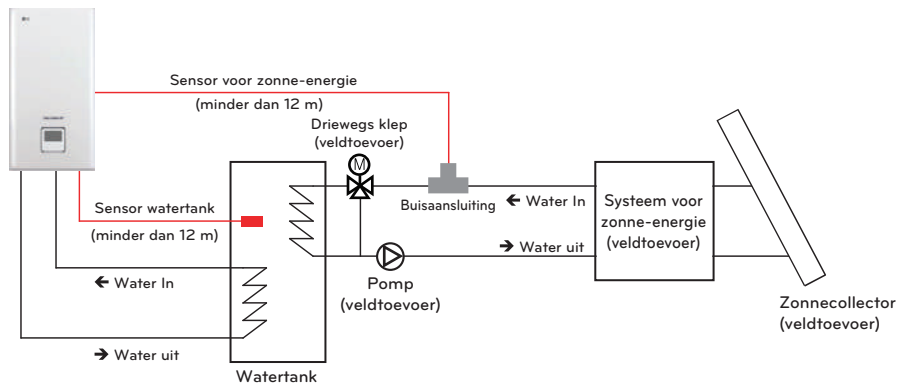 Sensor voor zonne-energie
(minder dan 12 m)
Driewegs klep
(veldtoevoer)
M
Buisaansluiting
← Water In
Systeem voor
zonne-energie
(veldtoevoer)
Sensor watertank
(minder dan 12 m)
→ Water uit
← Water In
Pomp
(veldtoevoer)
Zonnecollector
(veldtoevoer)
→ Water uit
Watertank